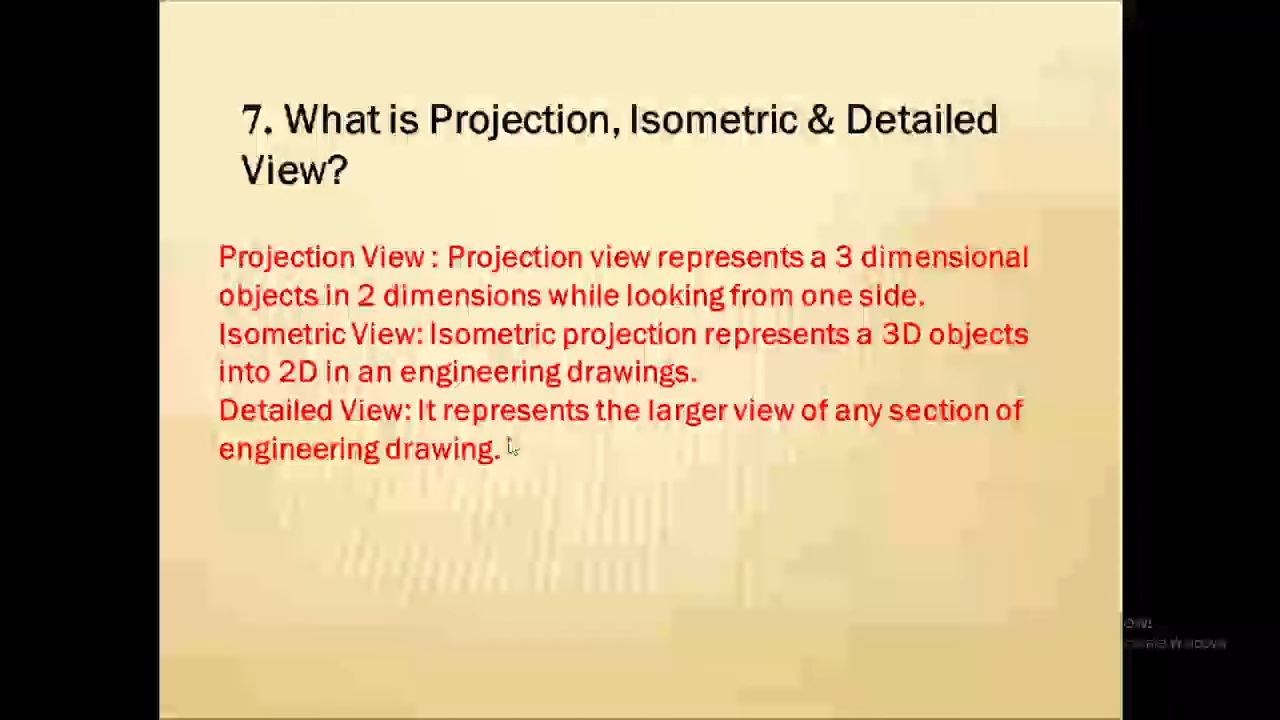 7. What is Projection, Isometric & Detailed
View?
Projection View : Projection view represents a 3 dimensional
objects in 2 dimensions while looking from one side.
Isometric View: Isometric projection represents a 3D objects
into 2D in an engineering drawings.
Detailed View: It represents the larger view of any section of
engineering drawing.